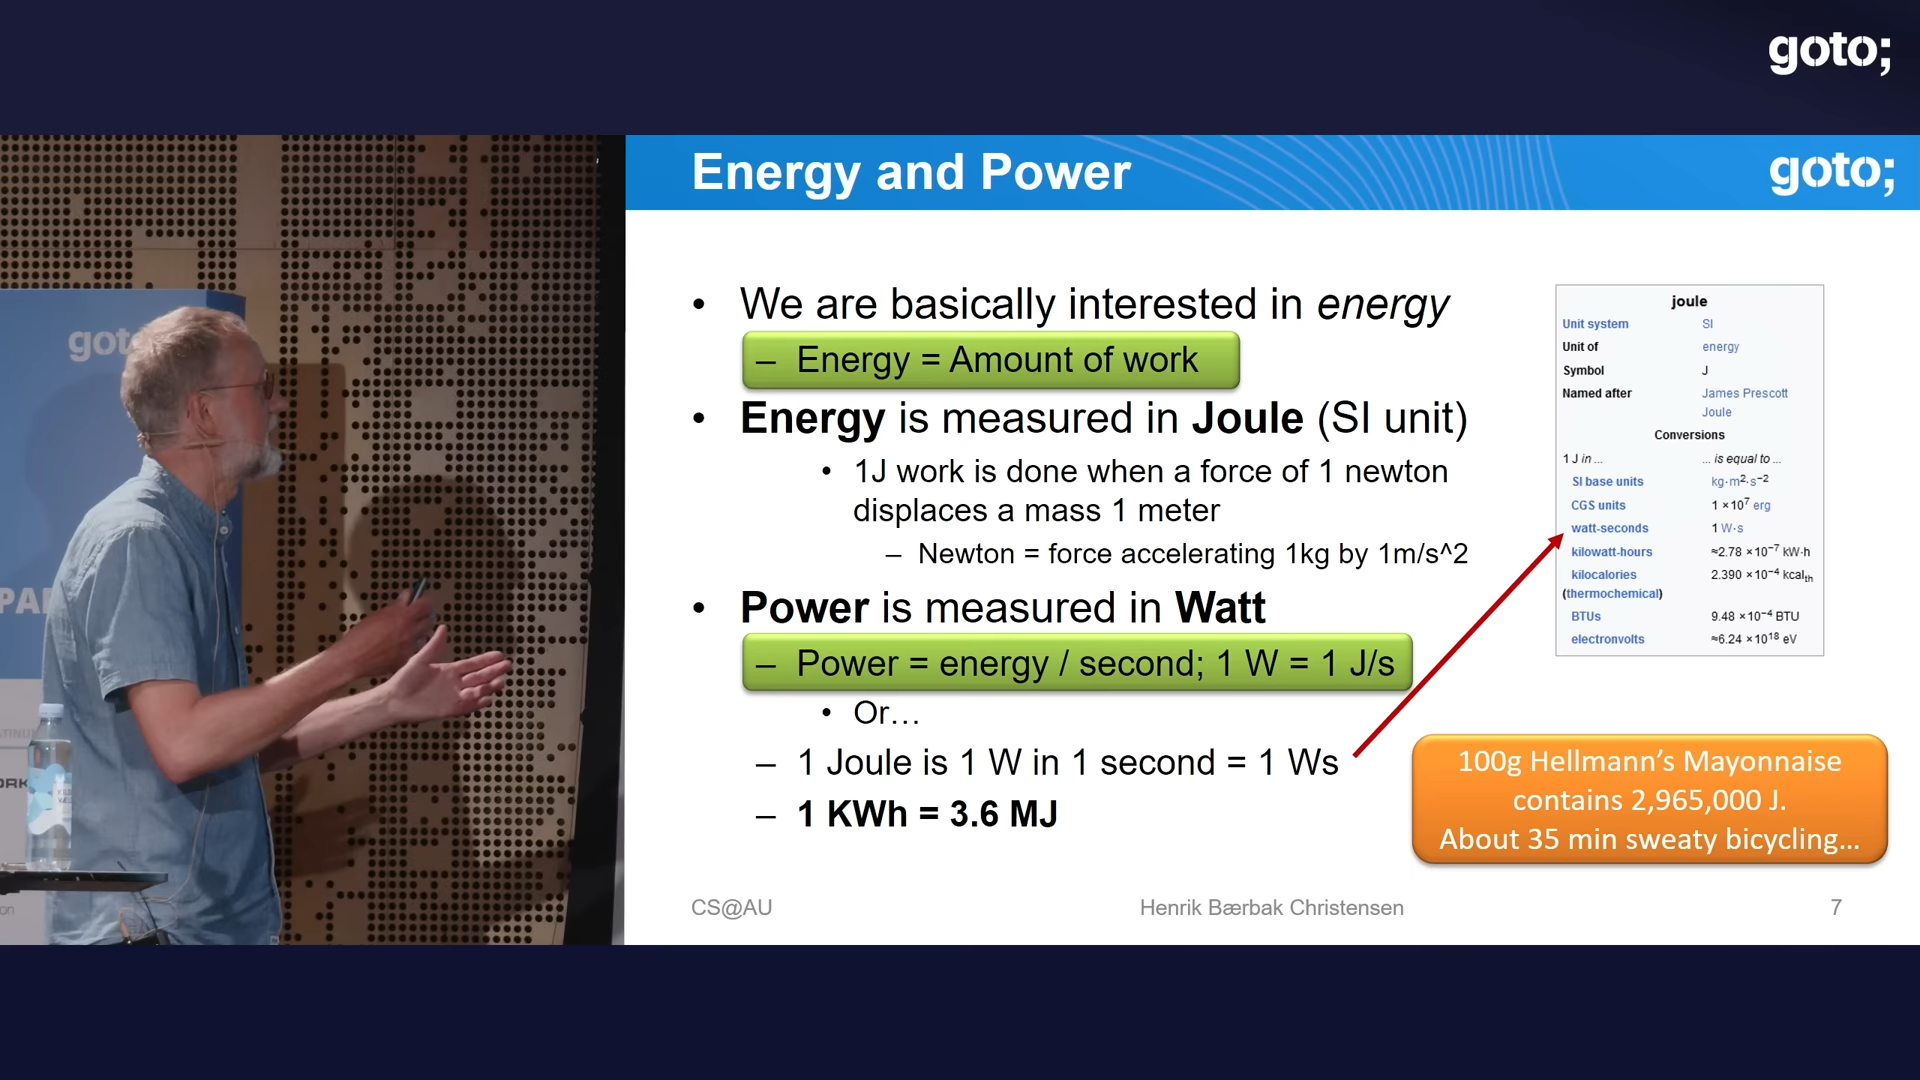 goto;
Energy and Power
goto;
• We are basically interested in energy
– Energy = Amount of work
• Energy is measured in Joule (SI unit)
• 1J work is done when a force of 1 newton
displaces a mass 1 meter
– Newton = force accelerating 1kg by 1m/s^2
• Power is measured in Watt
– Power = energy / second; 1 W = 1 J/s
• Or…
– 1 Joule is 1 W in 1 second = 1 Ws
– 1 KWh = 3.6 MJ
joule
Unit system SI
Unit of energy
Symbol J
Named after James Prescott
Joule
Conversions
1 J in ... ... is equal to ...
SI base units kg⋅m²⋅s⁻²
CGS units 1 ×10⁷ erg
watt-seconds 1 W⋅s
kilowatt-hours ≈2.78 ×10⁻⁷ kW⋅h
kilocalories 2.390 ×10⁻⁴ kcalth
(thermochemical)
BTUs 9.48 ×10⁻⁴ BTU
electronvolts ≈6.24 ×10¹⁸ eV
100g Hellmann's Mayonnaise
contains 2,965,000 J.
About 35 min sweaty bicycling…
CS@AU Henrik Bærbak Christensen 7
goto